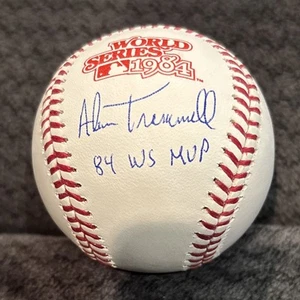 WORLD
SERIES
1984
Alan Trammell
84 WS MVP